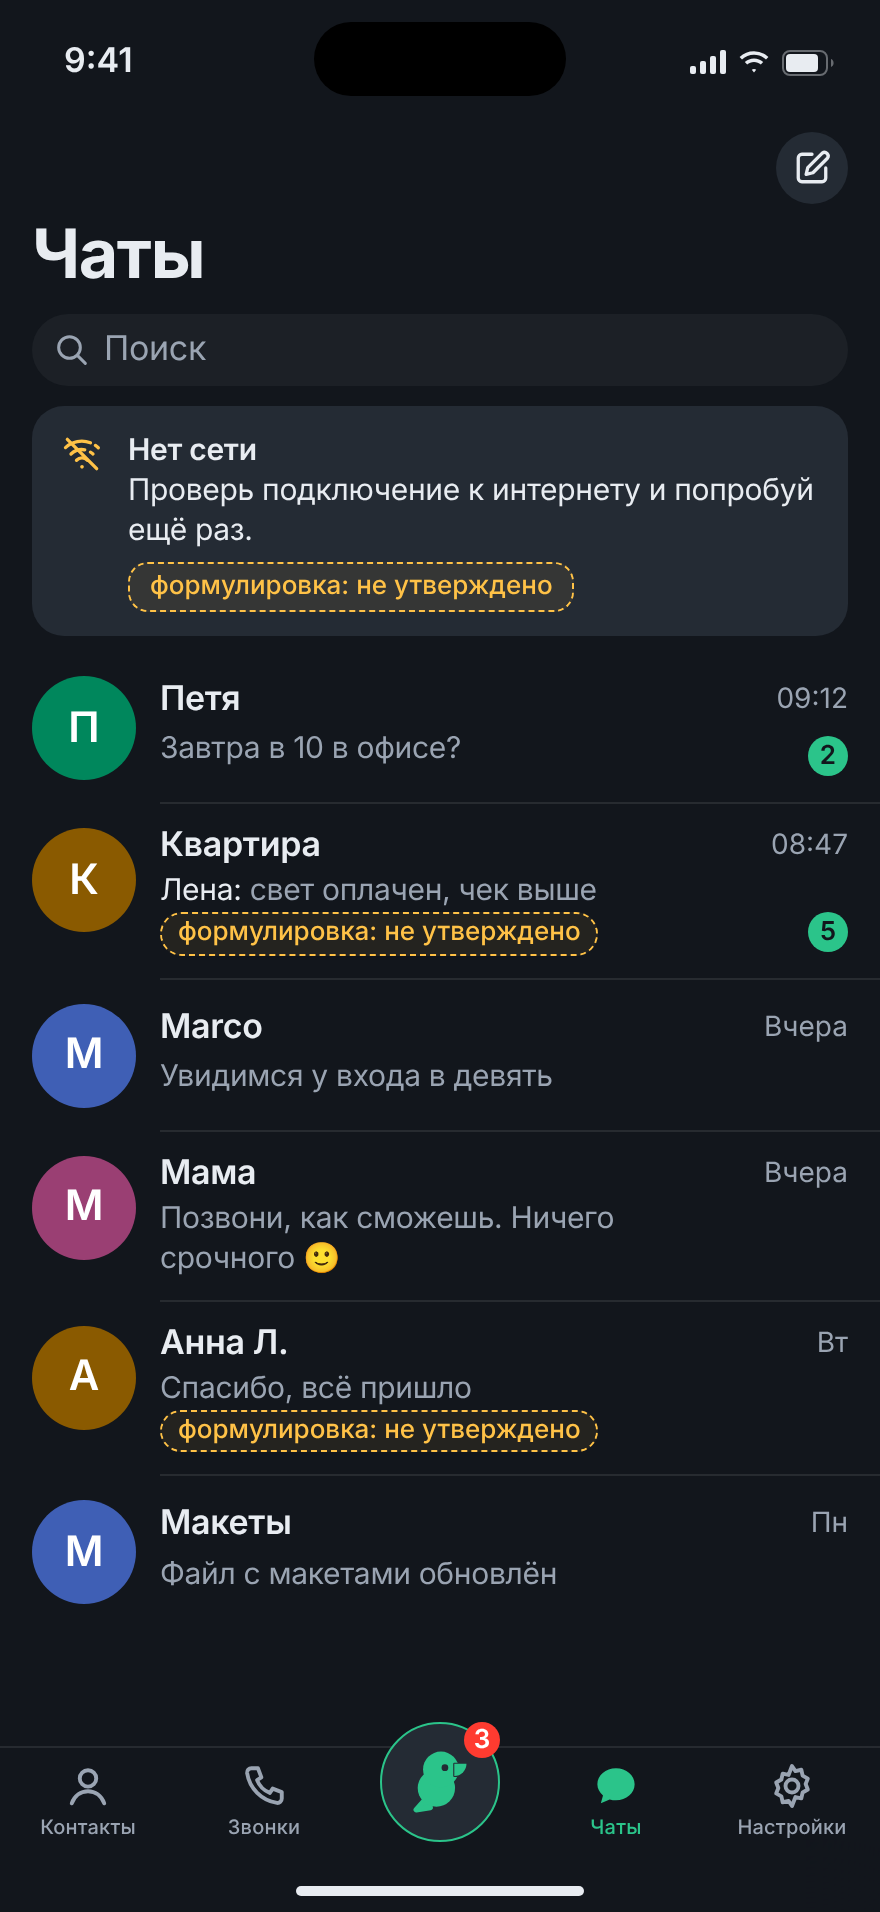 9:41
Чаты
Поиск
Нет сети
Проверь подключение к интернету и попробуй
ещё раз.
формулировка: не утверждено
П
Петя
09:12
Завтра в 10 в офисе?
2
К
Квартира
08:47
Лена: свет оплачен, чек выше
формулировка: не утверждено
5
M
Marco
Вчера
Увидимся у входа в девять
М
Мама
Вчера
Позвони, как сможешь. Ничего
срочного 🙂
А
Анна Л.
Вт
Спасибо, всё пришло
формулировка: не утверждено
М
Макеты
Пн
Файл с макетами обновлён
3
Контакты
Звонки
Чаты
Настройки